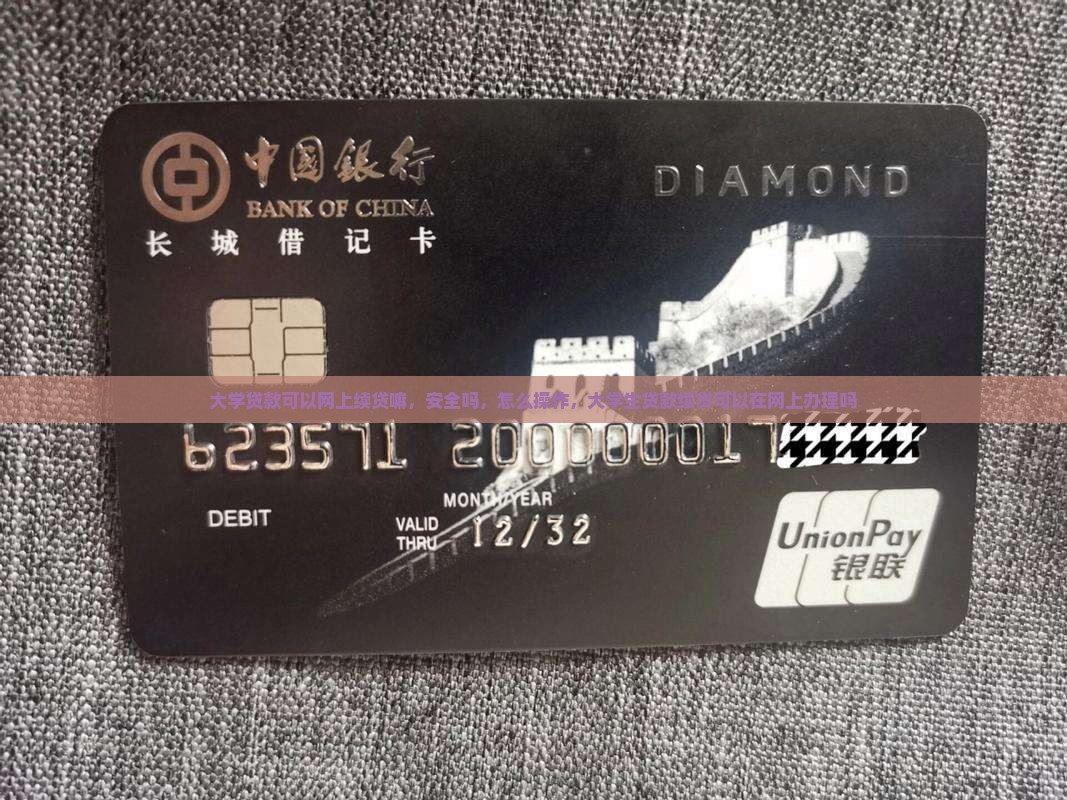 中国銀行
BANK OF CHINA
DIAMOND
长城借记卡
大学贷款可以网上续贷嘛，安全吗，怎么操作，大学生贷款续贷可以在网上办理吗
623571 200000017
MONTH/YEAR
DEBIT
VALID THRU 12/32
UnionPay
银联